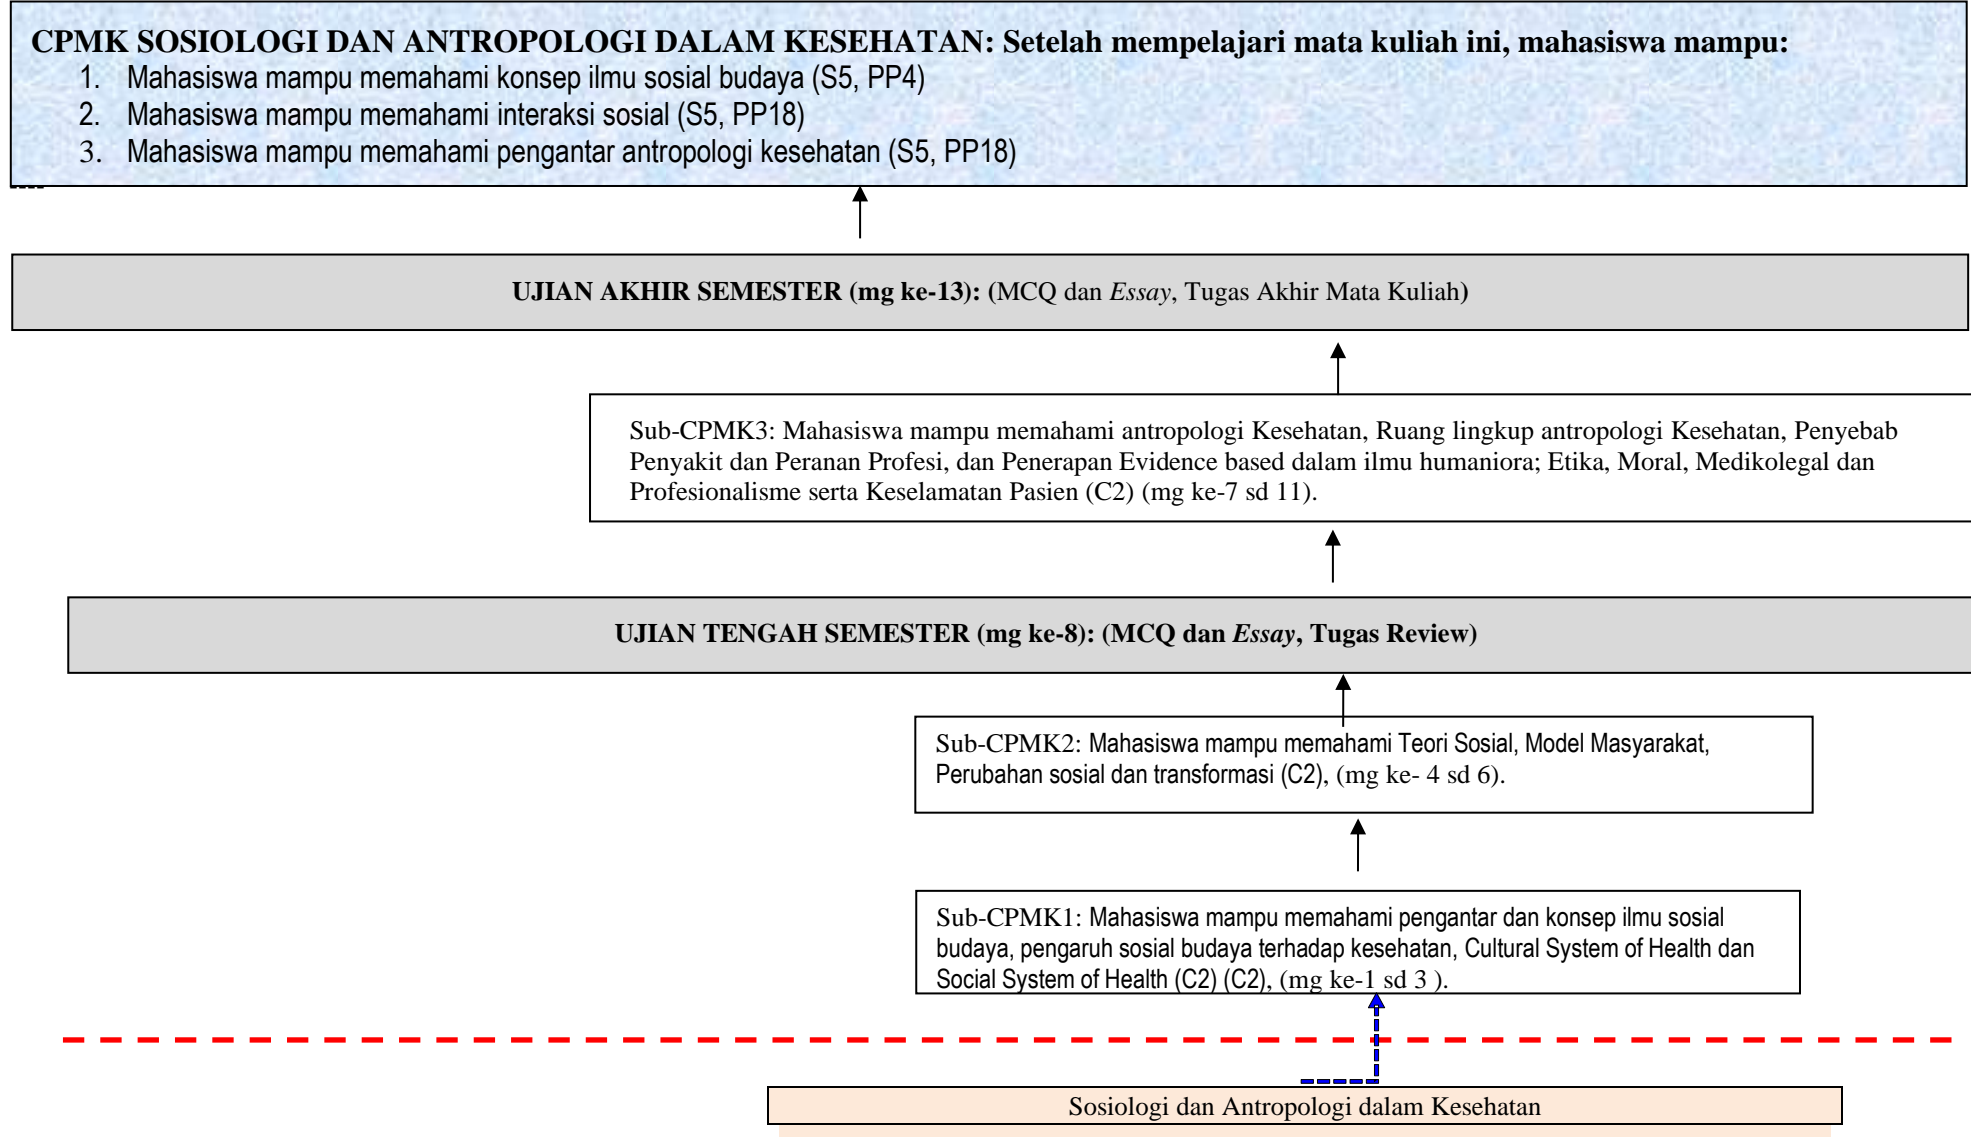 CPMK SOSIOLOGI DAN ANTROPOLOGI DALAM KESEHATAN: Setelah mempelajari mata kuliah ini, mahasiswa mampu:
1. Mahasiswa mampu memahami konsep ilmu sosial budaya (S5, PP4)
2. Mahasiswa mampu memahami interaksi sosial (S5, PP18)
3. Mahasiswa mampu memahami pengantar antropologi kesehatan (S5, PP18)
UJIAN AKHIR SEMESTER (mg ke-13): (MCQ dan Essay, Tugas Akhir Mata Kuliah)
Sub-CPMK3: Mahasiswa mampu memahami antropologi Kesehatan, Ruang lingkup antropologi Kesehatan, Penyebab
Penyakit dan Peranan Profesi, dan Penerapan Evidence based dalam ilmu humaniora; Etika, Moral, Medikolegal dan
Profesionalisme serta Keselamatan Pasien (C2) (mg ke-7 sd 11).
UJIAN TENGAH SEMESTER (mg ke-8): (MCQ dan Essay, Tugas Review)
Sub-CPMK2: Mahasiswa mampu memahami Teori Sosial, Model Masyarakat,
Perubahan sosial dan transformasi (C2), (mg ke- 4 sd 6).
Sub-CPMK1: Mahasiswa mampu memahami pengantar dan konsep ilmu sosial
budaya, pengaruh sosial budaya terhadap kesehatan, Cultural System of Health dan
Social System of Health (C2) (C2), (mg ke-1 sd 3 ).
Sosiologi dan Antropologi dalam Kesehatan